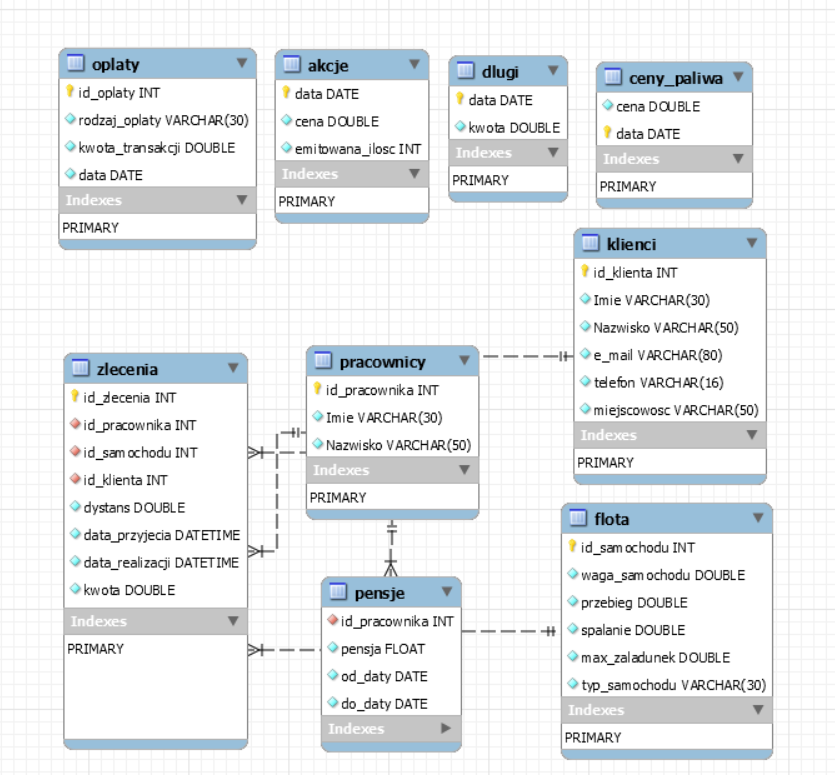 oplaty
id_oplaty INT
rodzaj_oplaty VARCHAR(30)
kwota_transakcji DOUBLE
data DATE
Indexes
PRIMARY
akcje
data DATE
cena DOUBLE
emitowana_ilosc INT
Indexes
PRIMARY
dlugi
data DATE
kwota DOUBLE
Indexes
PRIMARY
ceny_paliwa
cena DOUBLE
data DATE
Indexes
PRIMARY
klienci
id_klienta INT
Imie VARCHAR(30)
Nazwisko VARCHAR(50)
e_mail VARCHAR(80)
telefon VARCHAR(16)
miejscowosc VARCHAR(50)
Indexes
PRIMARY
zlecenia
id_zlecenia INT
id_pracownika INT
id_samochodu INT
id_klienta INT
dystans DOUBLE
data_przyjecia DATETIME
data_realizacji DATETIME
kwota DOUBLE
Indexes
PRIMARY
pracownicy
id_pracownika INT
Imie VARCHAR(30)
Nazwisko VARCHAR(50)
Indexes
PRIMARY
pensje
id_pracownika INT
pensja FLOAT
od_daty DATE
do_daty DATE
Indexes
flota
id_samochodu INT
waga_samochodu DOUBLE
przebieg DOUBLE
spalanie DOUBLE
max_zaladunek DOUBLE
typ_samochodu VARCHAR(30)
Indexes
PRIMARY